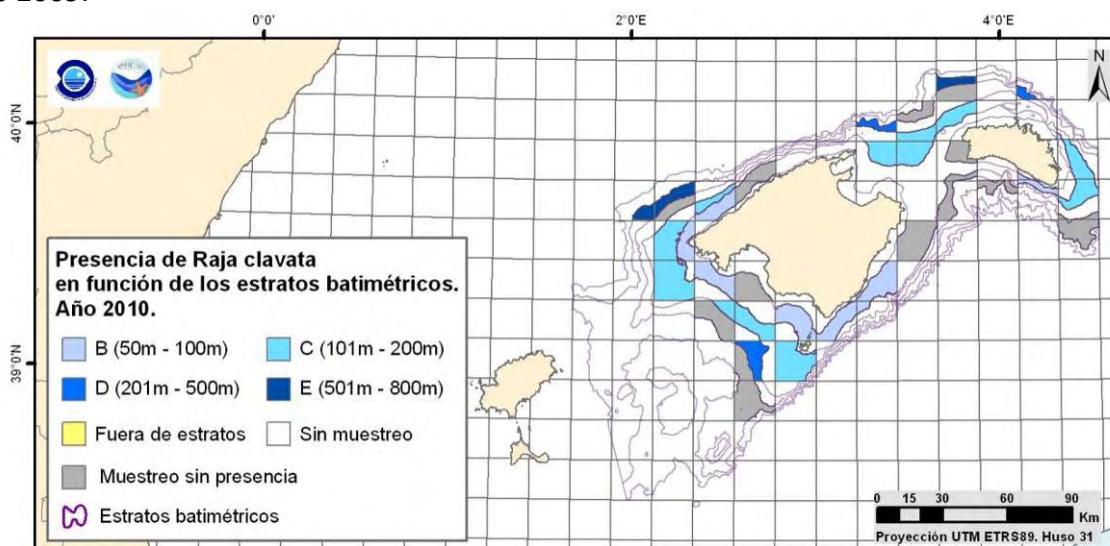 0°0'
2°0'E
4°0'E
N
40°0'N
39°0'N
Presencia de Raja clavata
en función de los estratos batimétricos.
Año 2010.
B (50m - 100m)
C (101m - 200m)
D (201m - 500m)
E (501m - 800m)
Fuera de estratos
Sin muestreo
Muestreo sin presencia
Estratos batimétricos
0 15 30 60 90
Km
Proyección UTM ETRS89. Huso 31